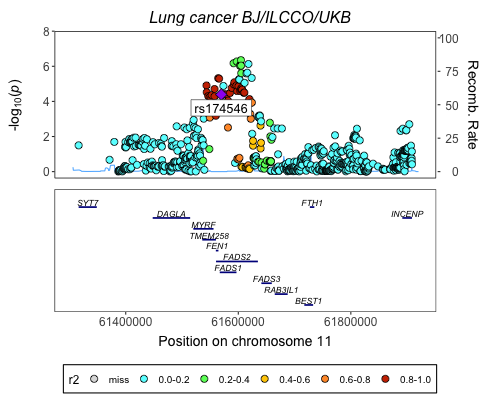 Lung cancer BJ/ILCCO/UKB
8
6
4
2
0
-log10(p)
100
75
50
25
0
Recomb. Rate
rs174546
SYT7
FTH1
DAGLA
INCENP
MYRF
TMEM258
FEN1
FADS2
FADS1
FADS3
RAB3IL1
BEST1
61400000 61600000 61800000
Position on chromosome 11
r2 miss 0.0-0.2 0.2-0.4 0.4-0.6 0.6-0.8 0.8-1.0